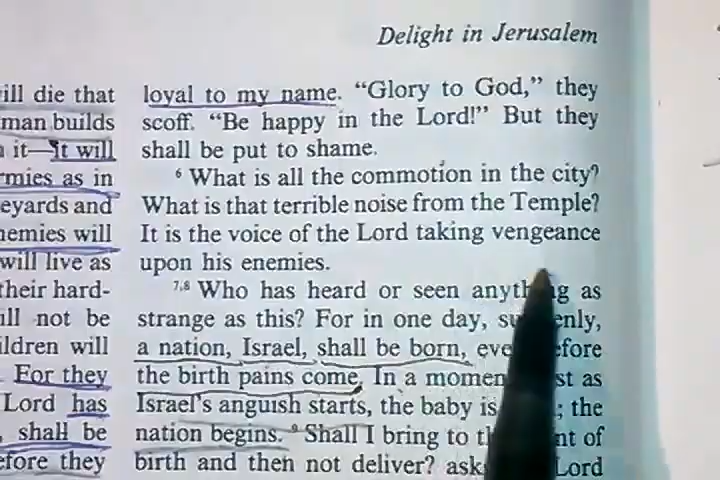 Delight in Jerusalem
ill die that
man builds
it—it will
mies as in
eyards and
nemies will
will live as
their hard-
ill not be
ildren will
For they
Lord has
, shall be
efore they
loyal to my name. “Glory to God,” they
scoff. “Be happy in the Lord!” But they
shall be put to shame.
6 What is all the commotion in the city?
What is that terrible noise from the Temple?
It is the voice of the Lord taking vengeance
upon his enemies.
7,8 Who has heard or seen anything as
strange as this? For in one day, su enly,
a nation, Israel, shall be born, eve efore
the birth pains come. In a momen st as
Israel's anguish starts, the baby is ; the
nation begins. 9 Shall I bring to t nt of
birth and then not deliver? ask Lord